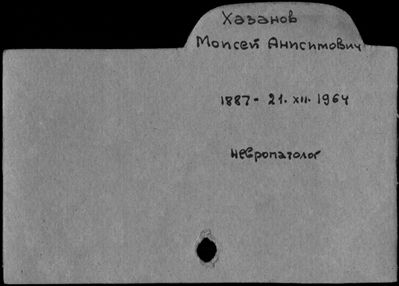 Хазанов
Моисей Анисимович
1887 - 21. XII. 1964
невропатолог